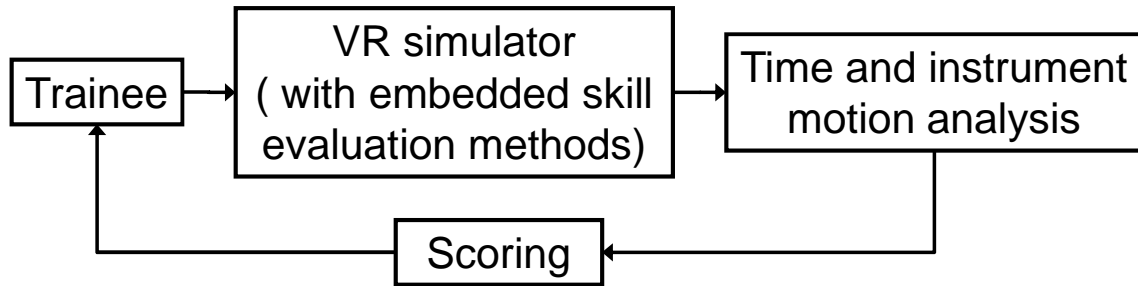 Trainee
VR simulator
( with embedded skill
evaluation methods)
Time and instrument
motion analysis
Scoring